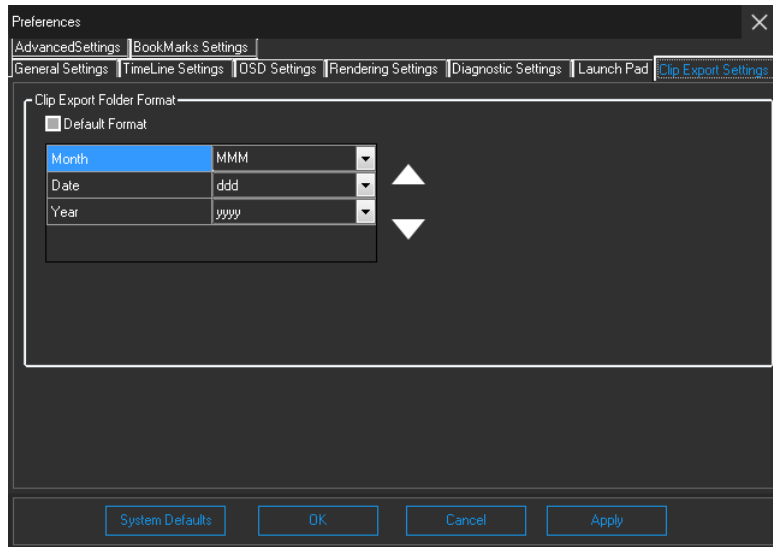 Preferences
AdvancedSettings BookMarks Settings
General Settings TimeLine Settings OSD Settings Rendering Settings Diagnostic Settings Launch Pad Clip Export Settings
Clip Export Folder Format
Default Format
Month MMM
Date ddd
Year yyyy
System Defaults OK Cancel Apply